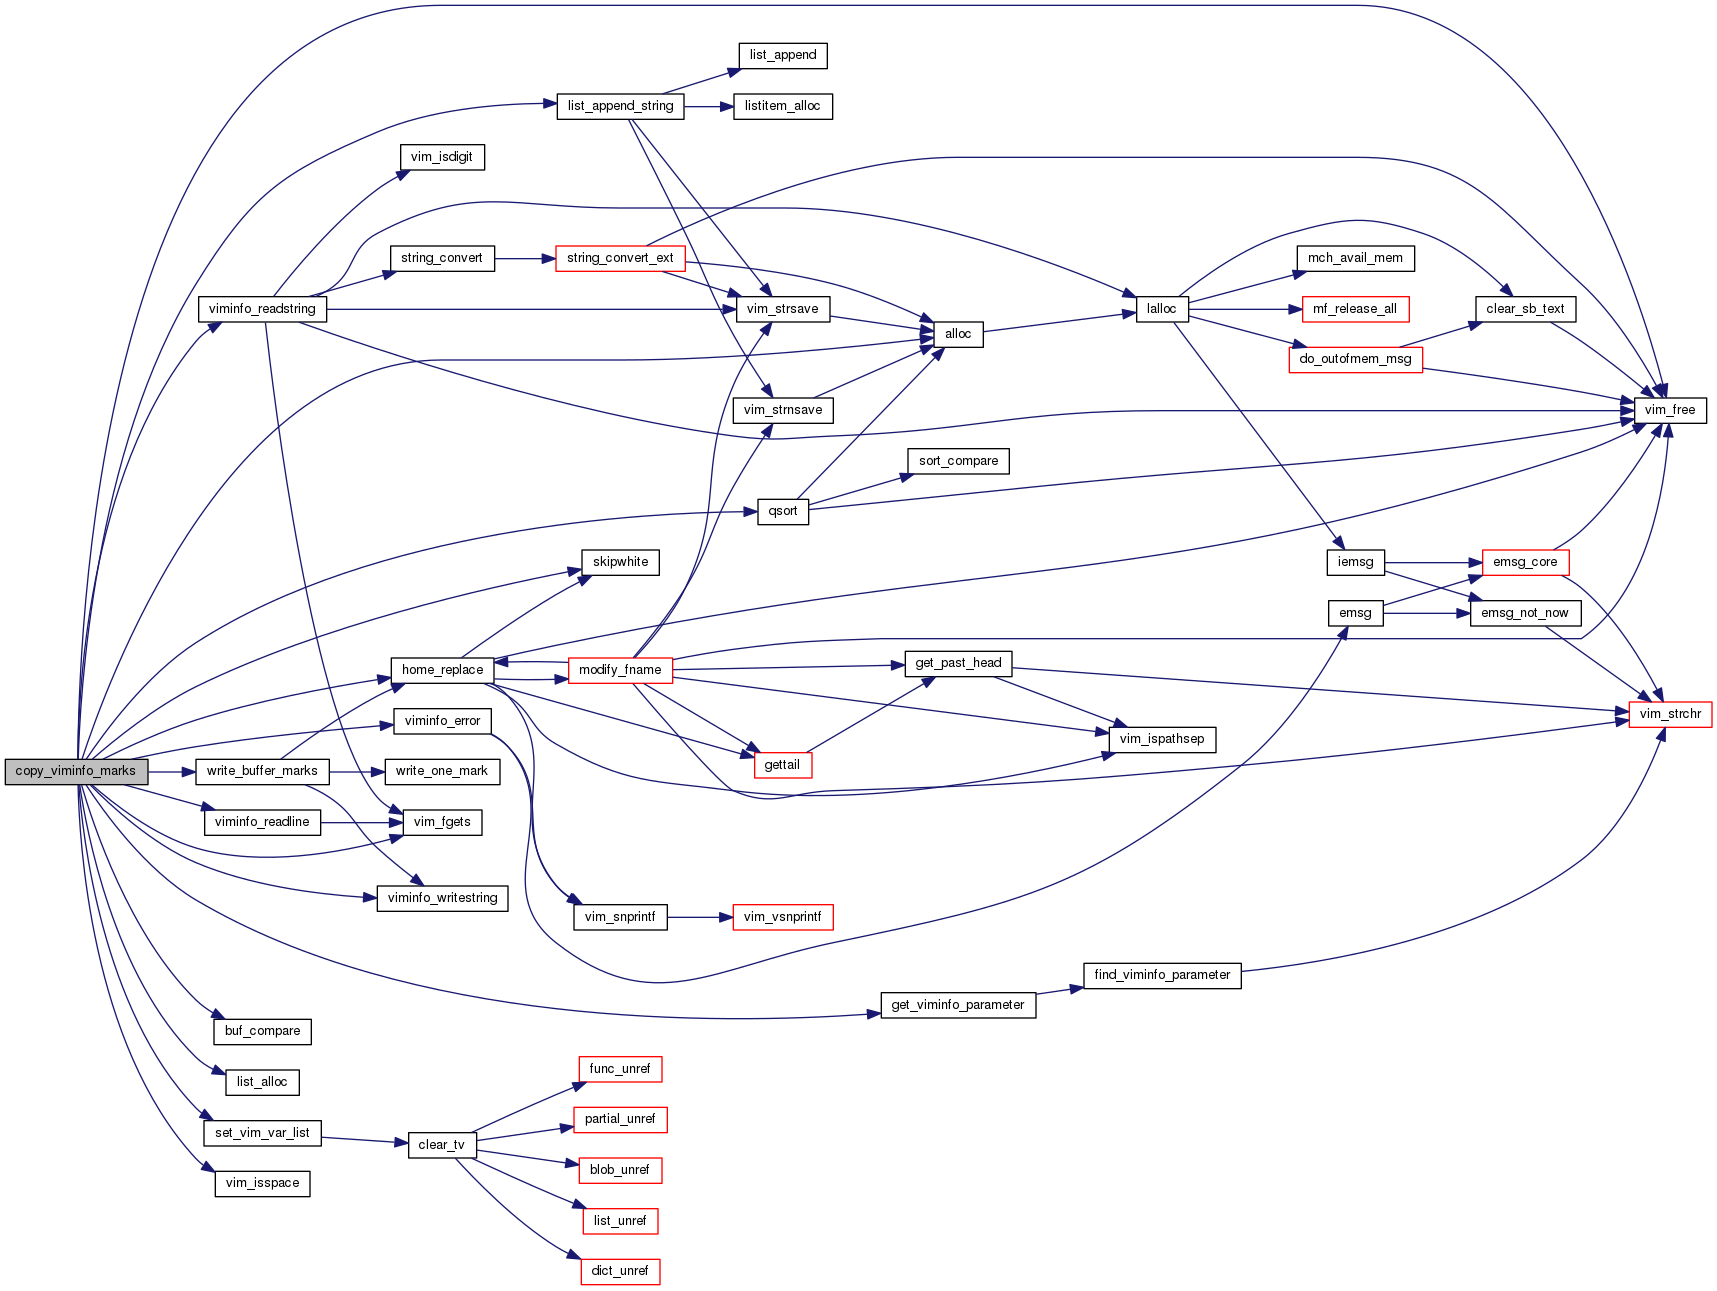 list_append
list_append_string
listitem_alloc
vim_isdigit
string_convert
string_convert_ext
mch_avail_mem
viminfo_readstring
vim_strsave
lalloc
mf_release_all
clear_sb_text
alloc
do_outofmem_msg
vim_strnsave
vim_free
sort_compare
qsort
skipwhite
iemsg
emsg_core
emsg
emsg_not_now
home_replace
modify_fname
get_past_head
vim_strchr
viminfo_error
vim_ispathsep
copy_viminfo_marks
write_buffer_marks
write_one_mark
gettail
viminfo_readline
vim_fgets
viminfo_writestring
vim_snprintf
vim_vsnprintf
find_viminfo_parameter
get_viminfo_parameter
buf_compare
func_unref
list_alloc
partial_unref
set_vim_var_list
clear_tv
blob_unref
vim_isspace
list_unref
dict_unref